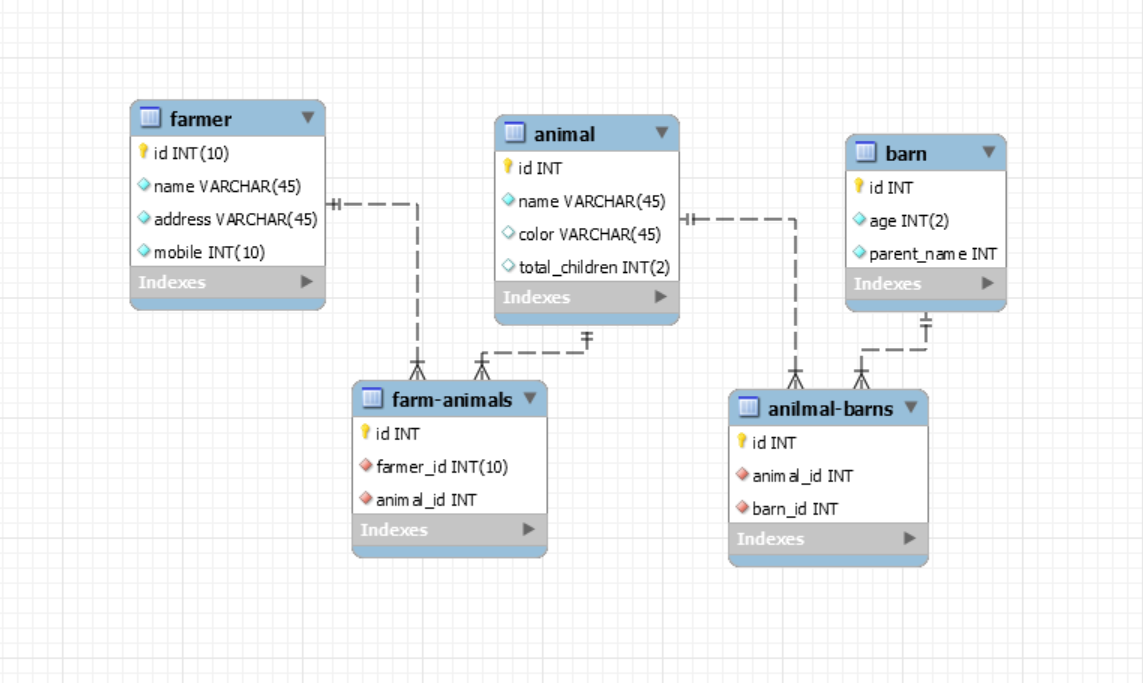 farmer
id INT(10)
name VARCHAR(45)
address VARCHAR(45)
mobile INT(10)
Indexes
animal
id INT
name VARCHAR(45)
color VARCHAR(45)
total_children INT(2)
Indexes
barn
id INT
age INT(2)
parent_name INT
Indexes
farm-animals
id INT
farmer_id INT(10)
animal_id INT
Indexes
anilmal-barns
id INT
animal_id INT
barn_id INT
Indexes